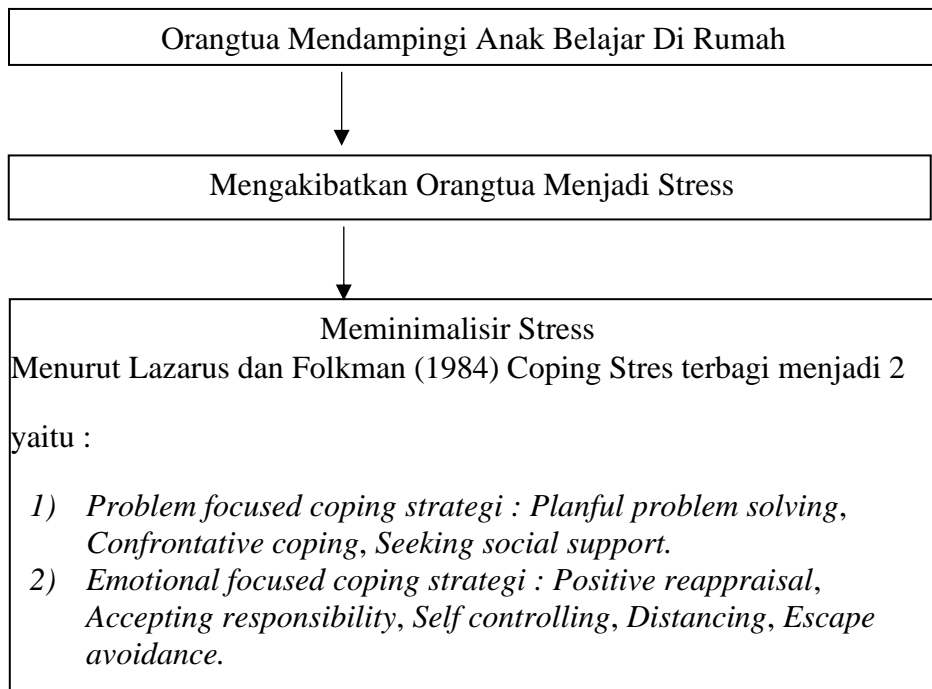 Orangtua Mendampingi Anak Belajar Di Rumah
Mengakibatkan Orangtua Menjadi Stress
Meminimalisir Stress
Menurut Lazarus dan Folkman (1984) Coping Stres terbagi menjadi 2
yaitu :
1) Problem focused coping strategi : Planful problem solving,
Confrontative coping, Seeking social support.
2) Emotional focused coping strategi : Positive reappraisal,
Accepting responsibility, Self controlling, Distancing, Escape
avoidance.